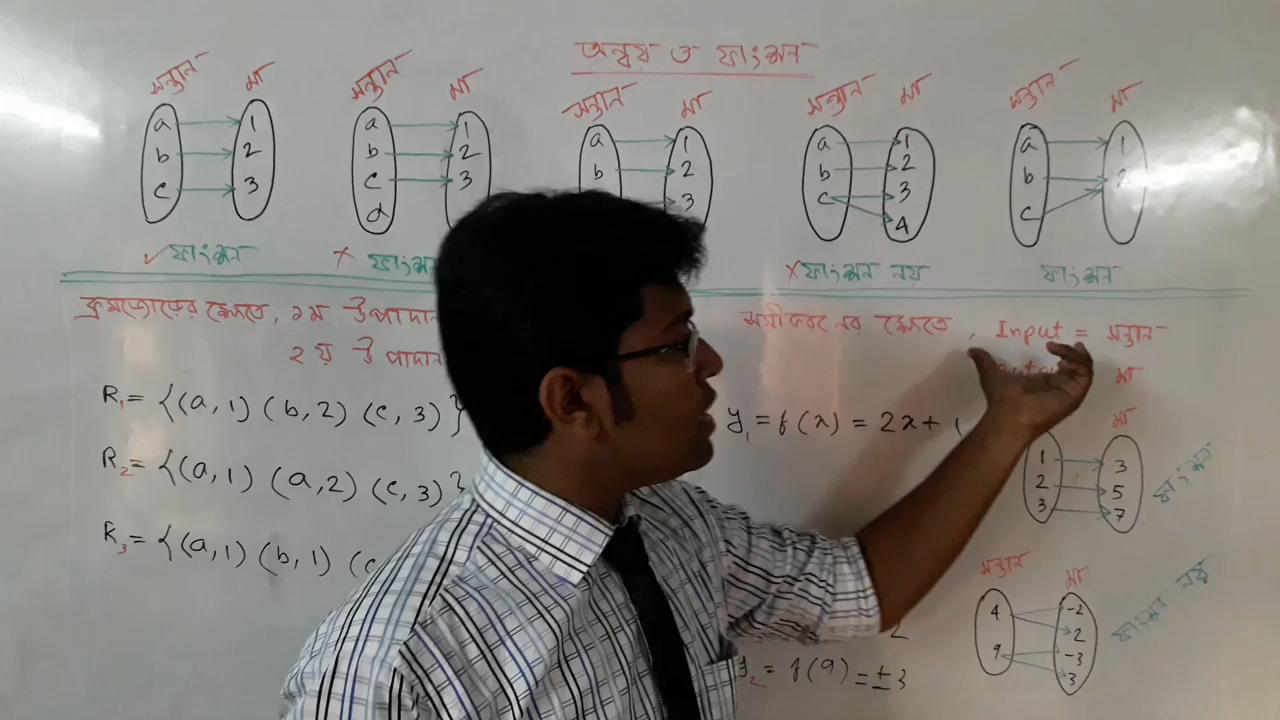 অন্বয় ও ফাংশন
সন্তান মা সন্তান মা সন্তান মা সন্তান মা সন্তান মা
a 1 a 1 a 1 a 1 a 1
b 2 b 2 b 2 b 2 b
c 3 c 3 3 c 3 c
d 4
✓ ফাংশন × ফাংশন × ফাংশন নয় ফাংশন
ক্রমজোড়ের ক্ষেত্রে, ১ম উপাদান
২য় উপাদান
R₁ = {(a, 1) (b, 2) (c, 3)}
R₂ = {(a, 1) (a, 2) (c, 3)}
R₃ = {(a, 1) (b, 1) (c
সমীকরণের ক্ষেত্রে, Input = সন্তান
মা
y₁ = f(x) = 2x +
মা
1 3
2 5
3 7
ফাংশন
সন্তান মা
4 -2
2
9 -3
3
ফাংশন নয়
2
y₂ = f(9) = ± 3